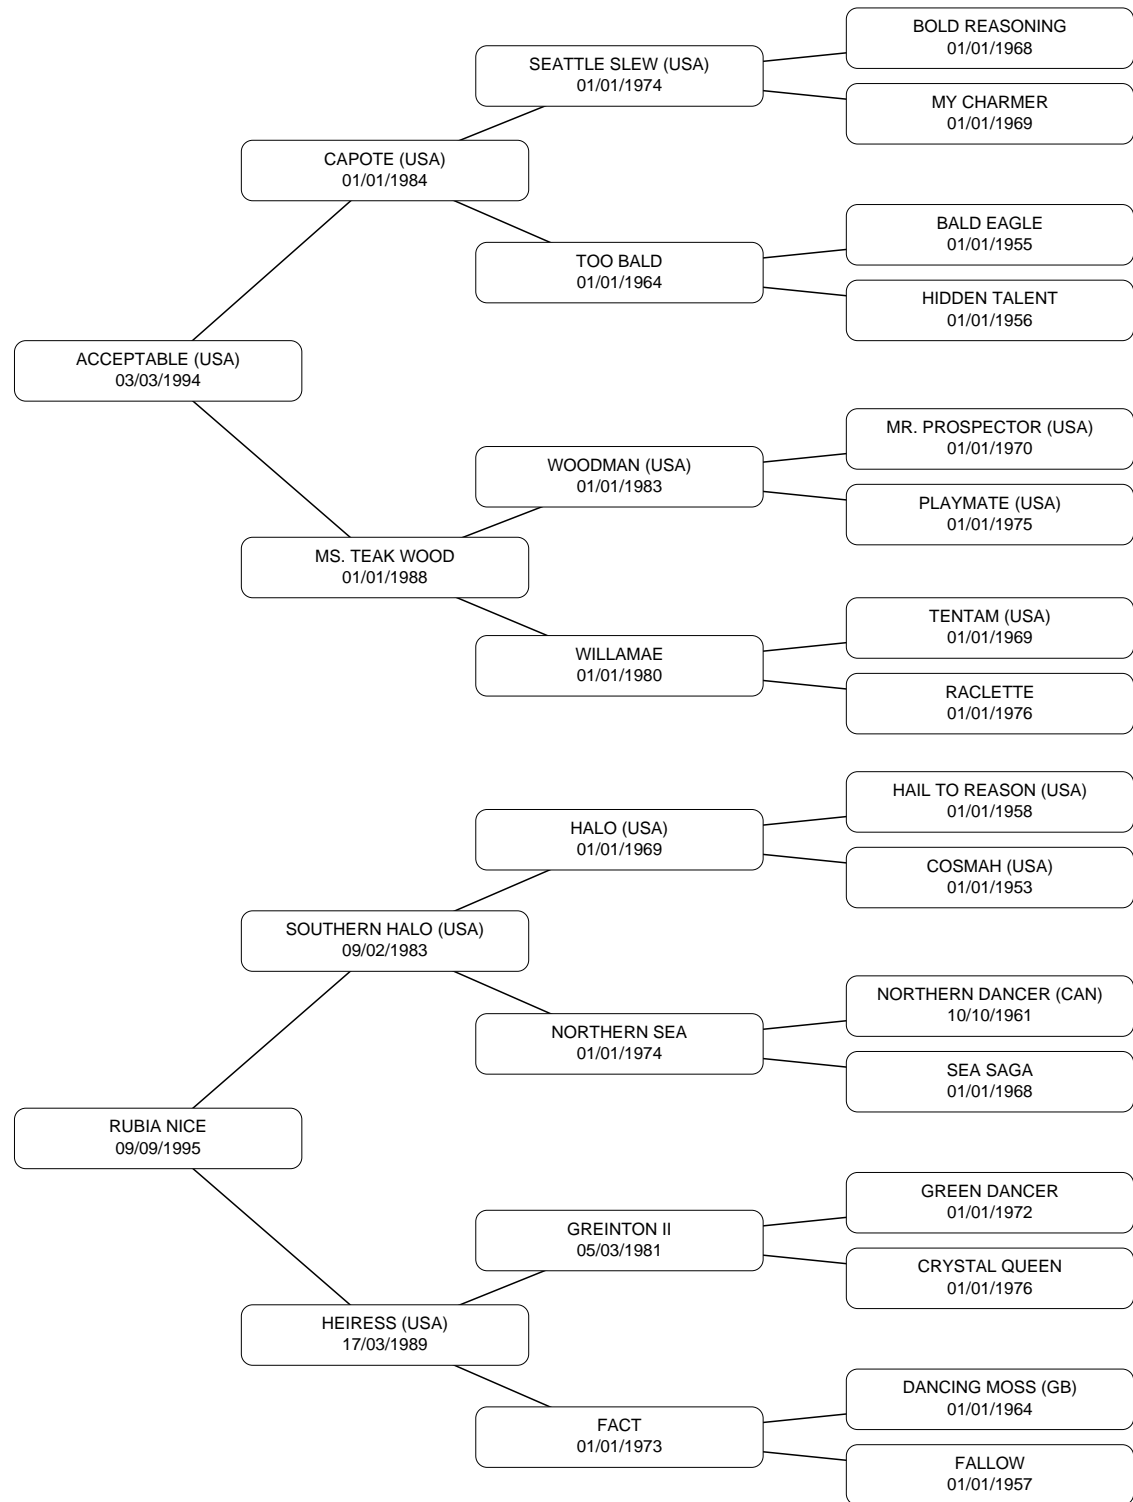 BOLD REASONING
01/01/1968
SEATTLE SLEW (USA)
01/01/1974
MY CHARMER
01/01/1969
CAPOTE (USA)
01/01/1984
BALD EAGLE
01/01/1955
TOO BALD
01/01/1964
HIDDEN TALENT
01/01/1956
ACCEPTABLE (USA)
03/03/1994
MR. PROSPECTOR (USA)
01/01/1970
WOODMAN (USA)
01/01/1983
PLAYMATE (USA)
01/01/1975
MS. TEAK WOOD
01/01/1988
TENTAM (USA)
01/01/1969
WILLAMAE
01/01/1980
RACLETTE
01/01/1976
HAIL TO REASON (USA)
01/01/1958
HALO (USA)
01/01/1969
COSMAH (USA)
01/01/1953
SOUTHERN HALO (USA)
09/02/1983
NORTHERN DANCER (CAN)
10/10/1961
NORTHERN SEA
01/01/1974
SEA SAGA
01/01/1968
RUBIA NICE
09/09/1995
GREEN DANCER
01/01/1972
GREINTON II
05/03/1981
CRYSTAL QUEEN
01/01/1976
HEIRESS (USA)
17/03/1989
DANCING MOSS (GB)
01/01/1964
FACT
01/01/1973
FALLOW
01/01/1957